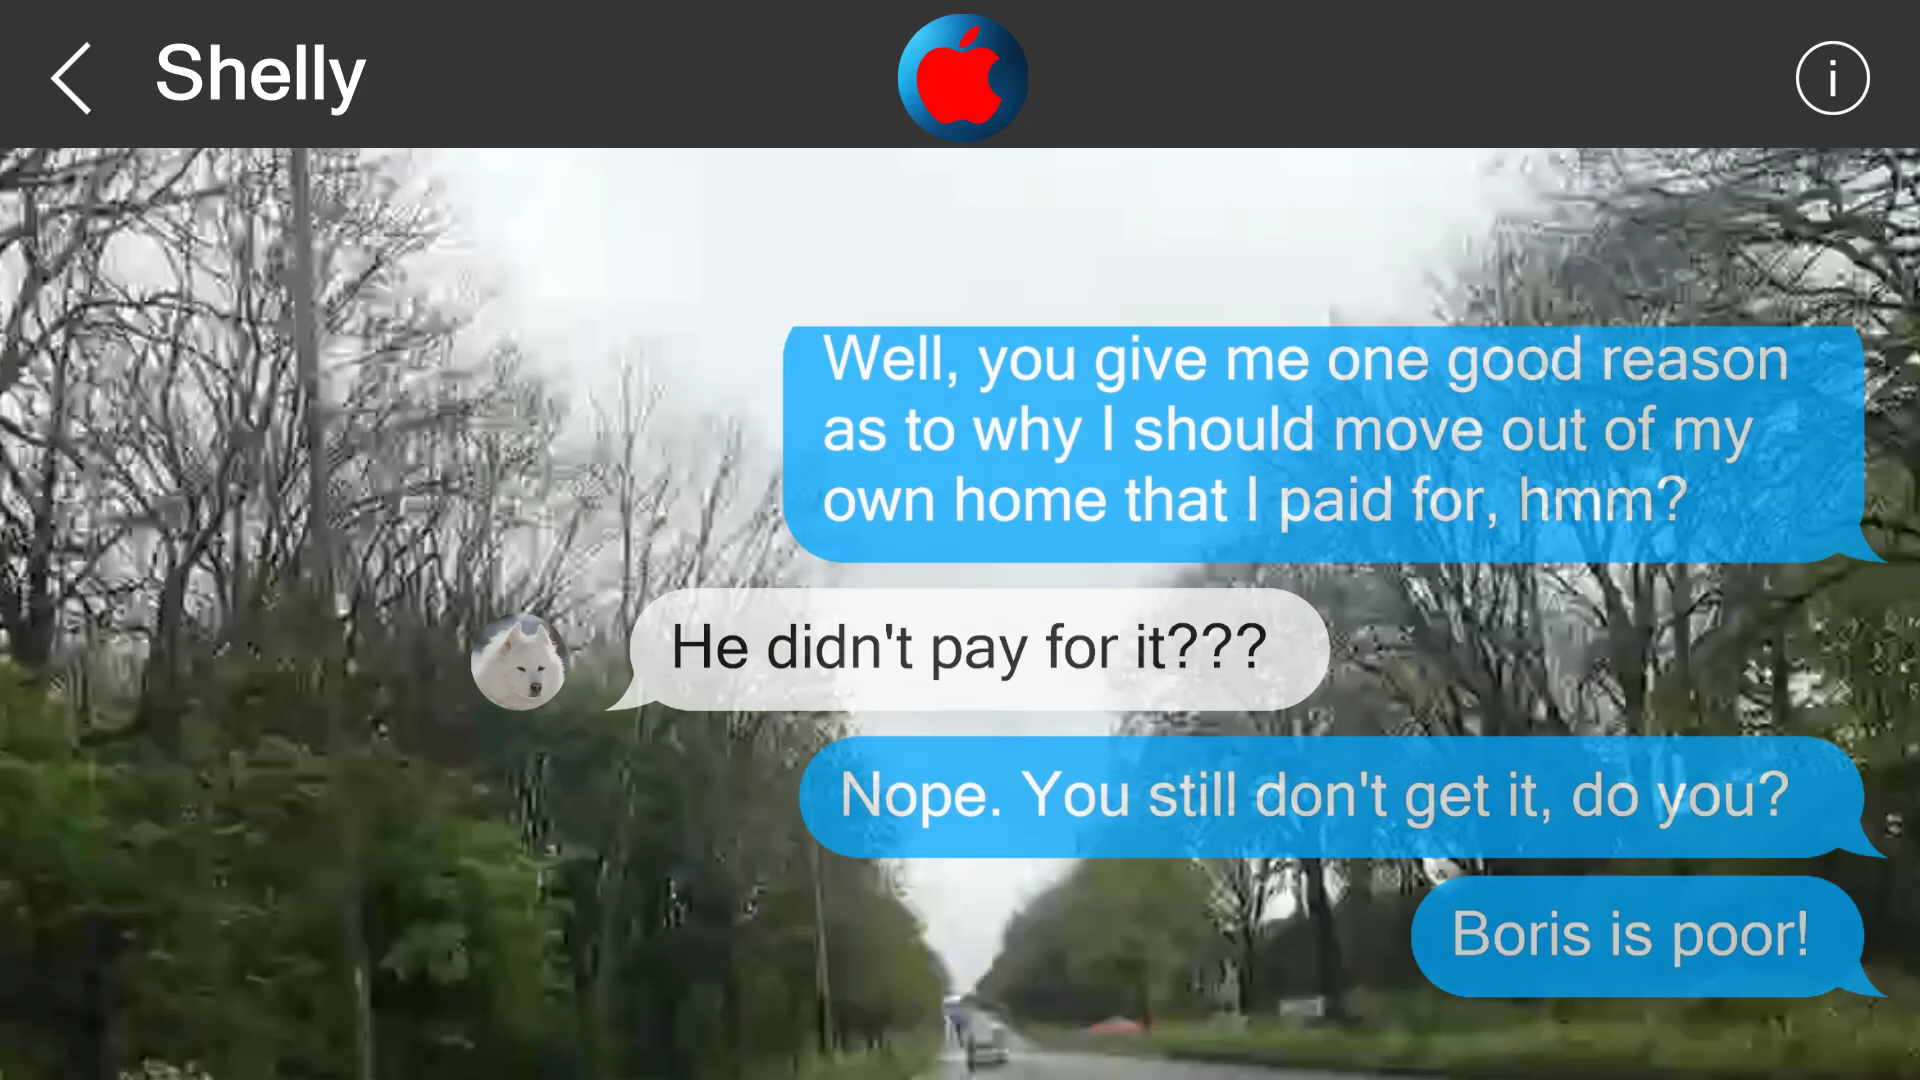 Shelly
i
Well, you give me one good reason
as to why I should move out of my
own home that I paid for, hmm?
He didn't pay for it???
Nope. You still don't get it, do you?
Boris is poor!